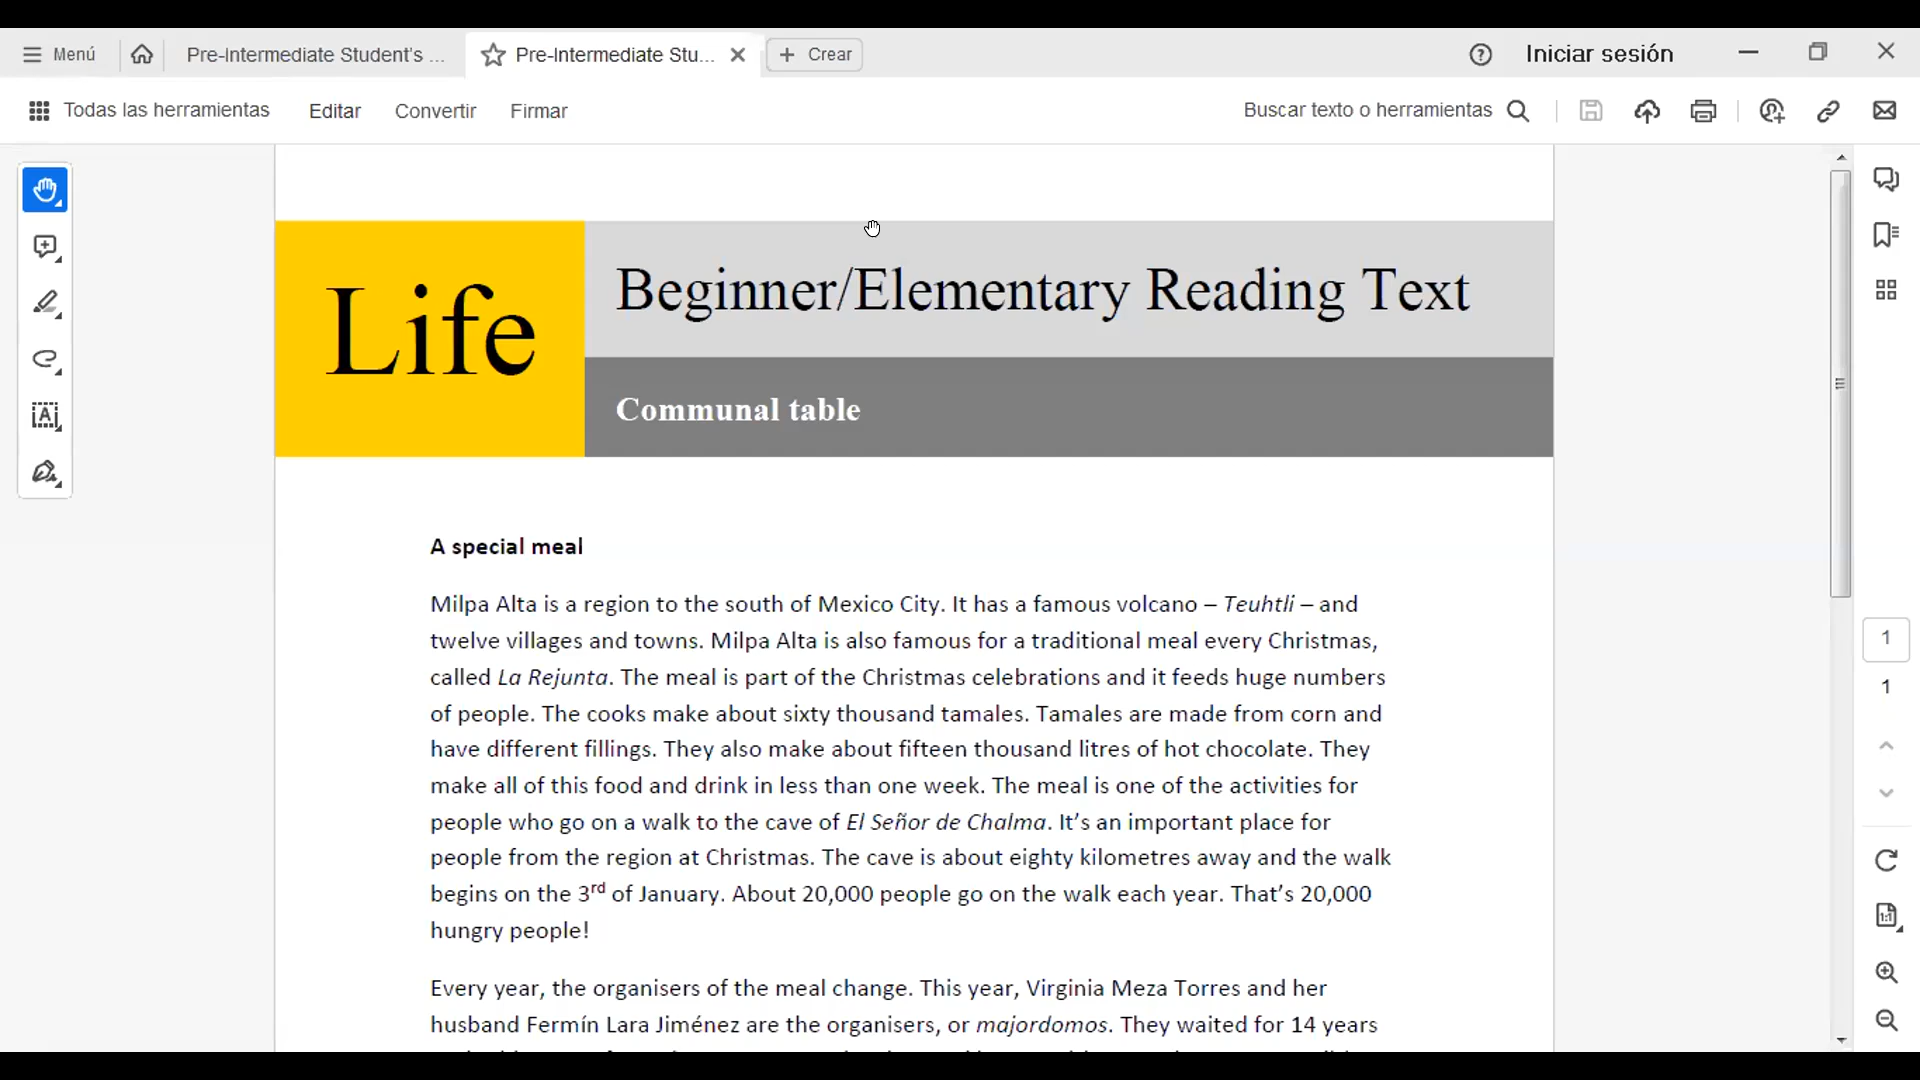 Menú
Pre-Intermediate Student's ...
Pre-Intermediate Stu...
Crear
Iniciar sesión
Todas las herramientas
Editar
Convertir
Firmar
Buscar texto o herramientas
Life
Beginner/Elementary Reading Text
Communal table
A special meal
Milpa Alta is a region to the south of Mexico City. It has a famous volcano – Teuhtli – and
twelve villages and towns. Milpa Alta is also famous for a traditional meal every Christmas,
called La Rejunta. The meal is part of the Christmas celebrations and it feeds huge numbers
of people. The cooks make about sixty thousand tamales. Tamales are made from corn and
have different fillings. They also make about fifteen thousand litres of hot chocolate. They
make all of this food and drink in less than one week. The meal is one of the activities for
people who go on a walk to the cave of El Señor de Chalma. It's an important place for
people from the region at Christmas. The cave is about eighty kilometres away and the walk
begins on the 3rd of January. About 20,000 people go on the walk each year. That's 20,000
hungry people!
Every year, the organisers of the meal change. This year, Virginia Meza Torres and her
husband Fermín Lara Jiménez are the organisers, or majordomos. They waited for 14 years
1
1